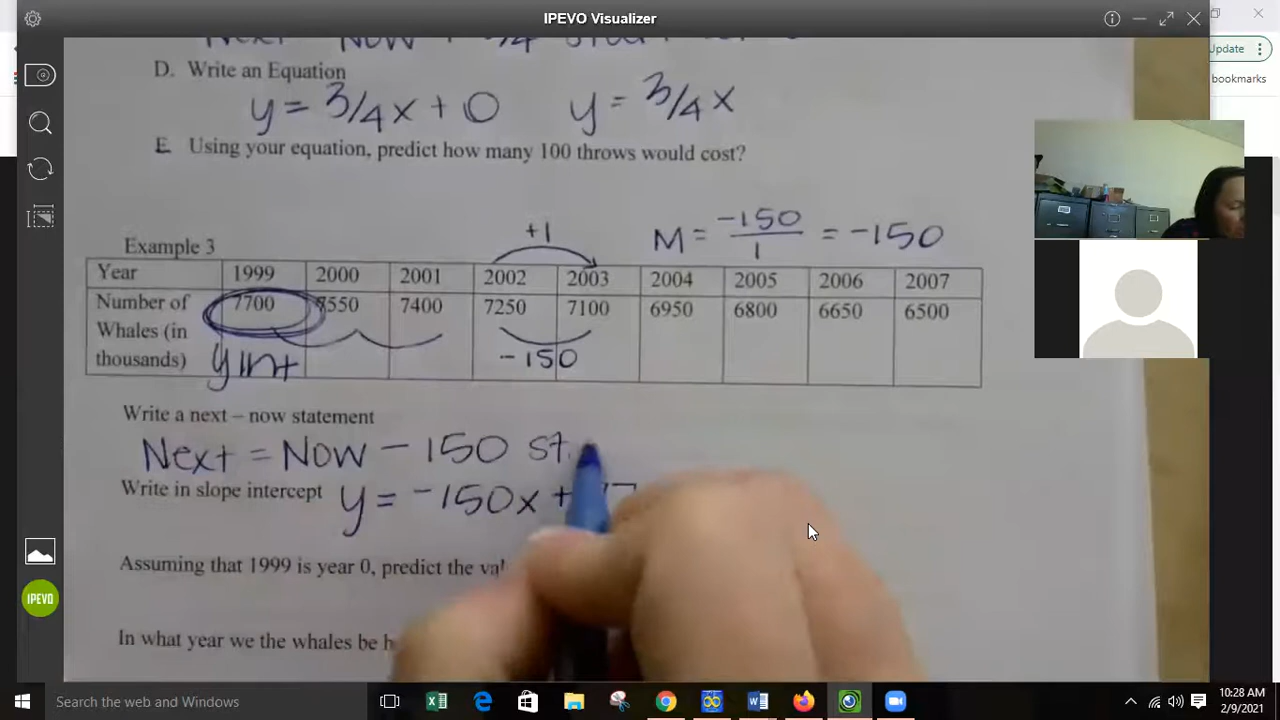 IPEVO Visualizer
Update
bookmarks
D. Write an Equation
y = 3/4x + 0 y = 3/4x
E. Using your equation, predict how many 100 throws would cost?
+1
M = -150/1 = -150
Example 3
Year 1999 2000 2001 2002 2003 2004 2005 2006 2007
Number of Whales (in thousands) 7700 7550 7400 7250 7100 6950 6800 6650 6500
y int
-150
Write a next – now statement
Next = Now - 150 st
Write in slope intercept y = -150x + 77
Assuming that 1999 is year 0, predict the
In what year we the whales be
IPEVO
Search the web and Windows
10:28 AM
2/9/2021